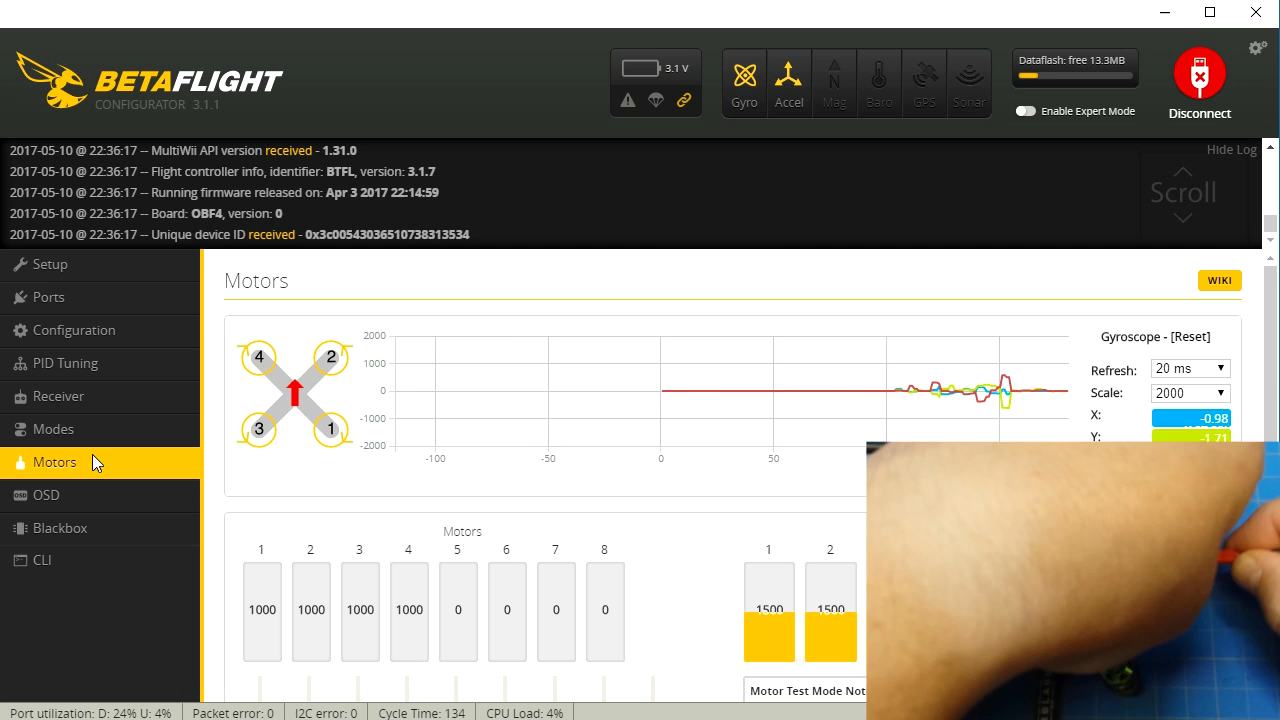 BETAFLIGHT
CONFIGURATOR 3.1.1
3.1 V
Gyro
Accel
Mag
Baro
GPS
Sonar
Dataflash: free 13.3MB
Enable Expert Mode
Disconnect
Hide Log
2017-05-10 @ 22:36:17 -- MultiWii API version received - 1.31.0
2017-05-10 @ 22:36:17 -- Flight controller info, identifier: BTFL, version: 3.1.7
2017-05-10 @ 22:36:17 -- Running firmware released on: Apr 3 2017 22:14:59
2017-05-10 @ 22:36:17 -- Board: OBF4, version: 0
2017-05-10 @ 22:36:17 -- Unique device ID received - 0x3c00543036510738313534
Scroll
Setup
Ports
Configuration
PID Tuning
Receiver
Modes
Motors
OSD
Blackbox
CLI
Motors
WIKI
4 2
3 1
2000
1000
0
-1000
-2000
-100 -50 0 50
Gyroscope - [Reset]
Refresh: 20 ms
Scale: 2000
X: -0.98
Y: -1.71
Motors
1 2 3 4 5 6 7 8
1000 1000 1000 1000 0 0 0 0
1 2
1500 1500
Motor Test Mode Not
Port utilization: D: 24% U: 4%
Packet error: 0
I2C error: 0
Cycle Time: 134
CPU Load: 4%